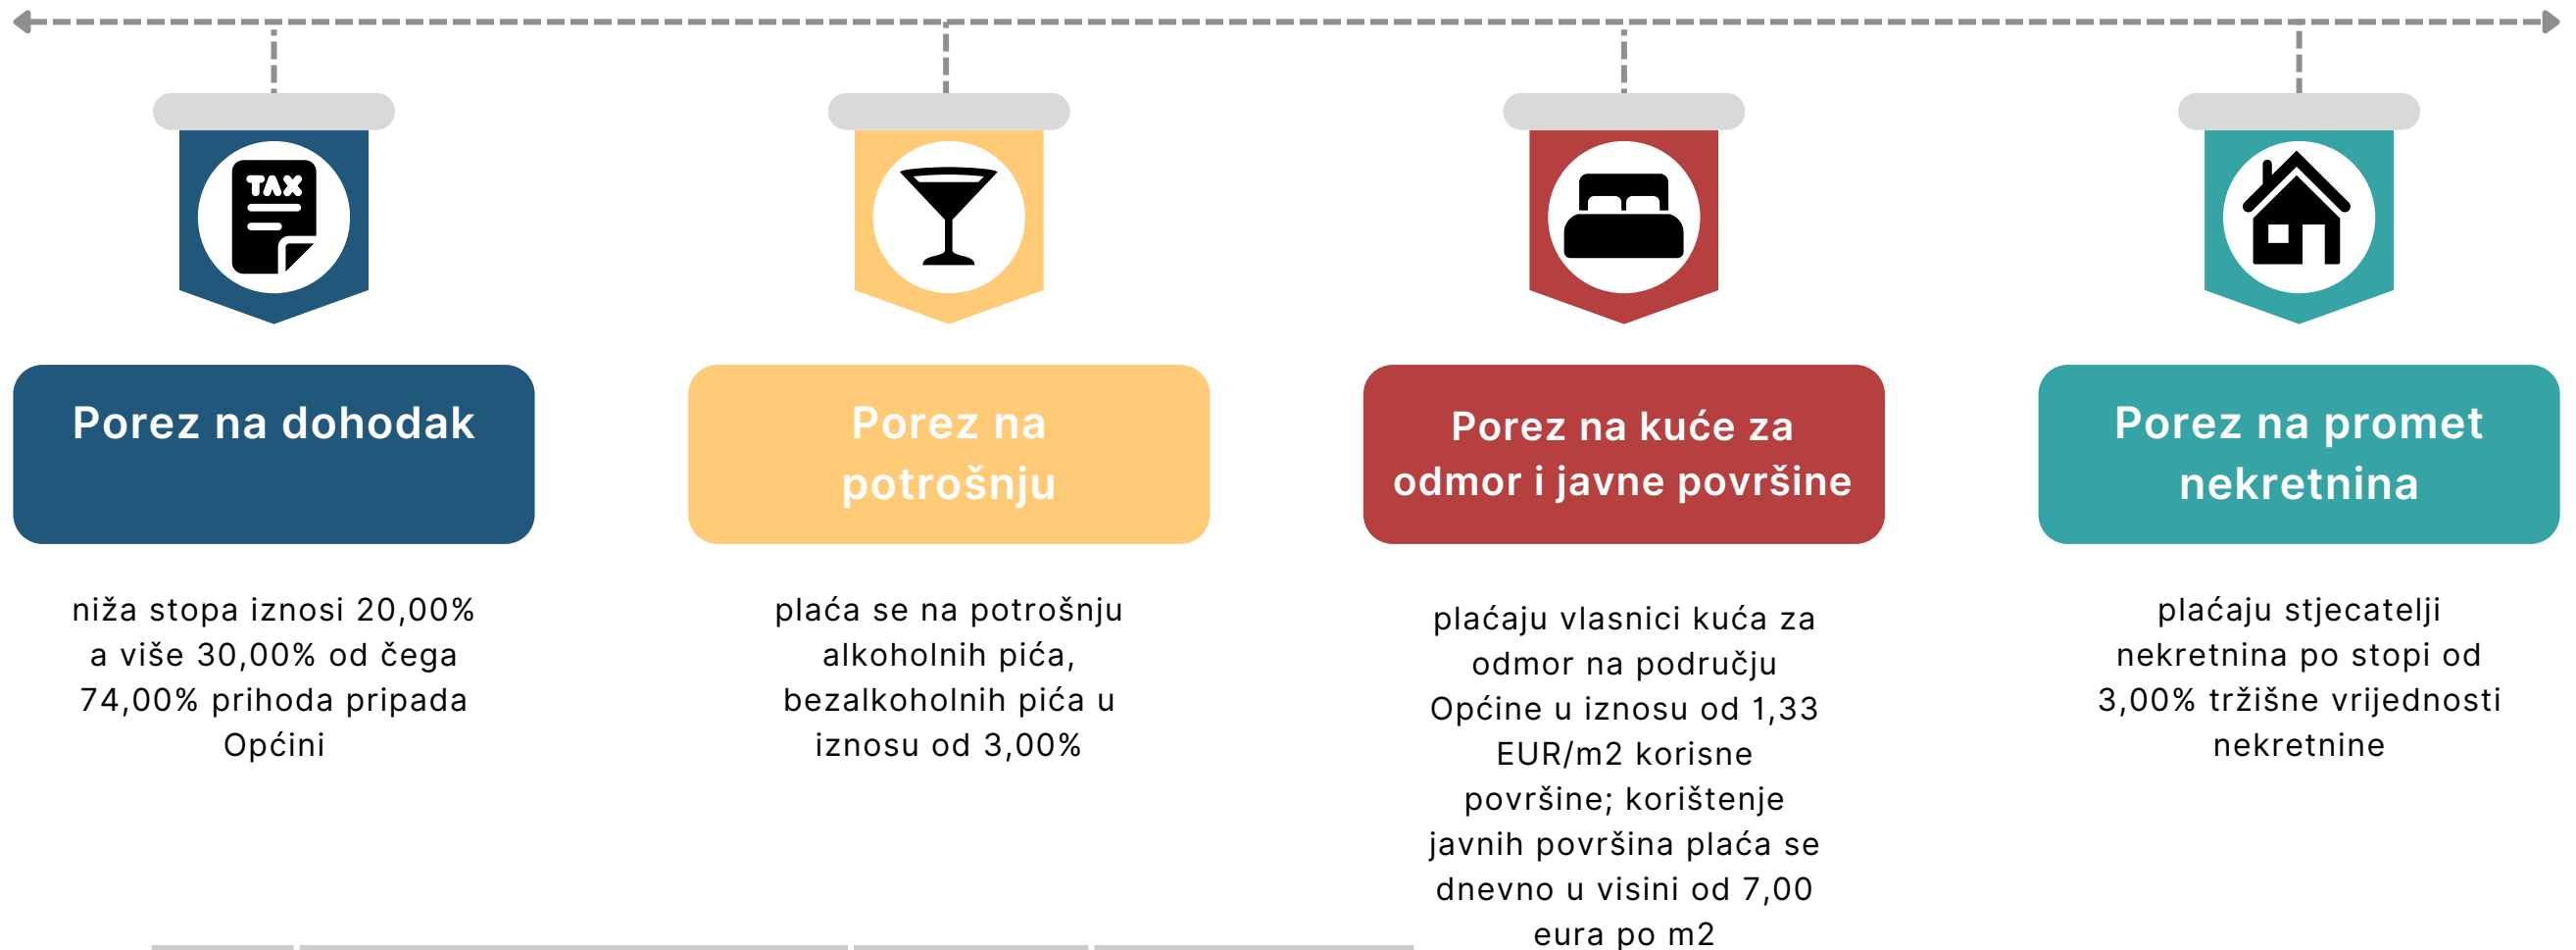 TAX
Porez na dohodak
niža stopa iznosi 20,00%
a više 30,00% od čega
74,00% prihoda pripada
Općini
Porez na
potrošnju
plaća se na potrošnju
alkoholnih pića,
bezalkoholnih pića u
iznosu od 3,00%
Porez na kuće za
odmor i javne površine
plaćaju vlasnici kuća za
odmor na području
Općine u iznosu od 1,33
EUR/m2 korisne
površine; korištenje
javnih površina plaća se
dnevno u visini od 7,00
eura po m2
Porez na promet
nekretnina
plaćaju stjecatelji
nekretnina po stopi od
3,00% tržišne vrijednosti
nekretnine